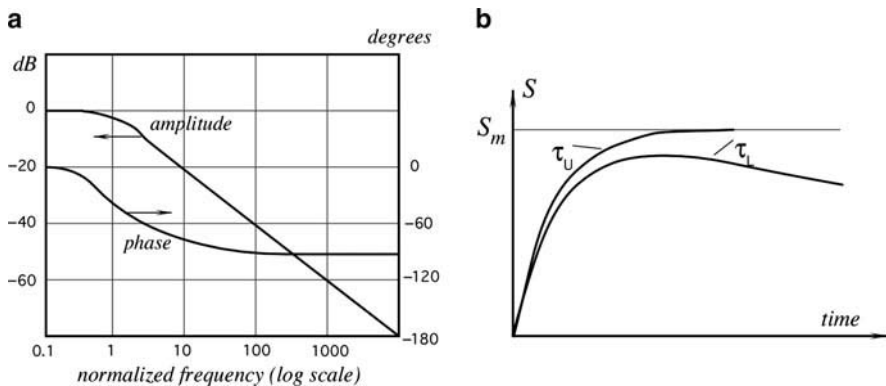 a
degrees
dB
0
amplitude
-20
0
-40
-60
phase
-60
-120
-180
0.1 1 10 100 1000
normalized frequency (log scale)
b
S
Sm
τU
τL
time